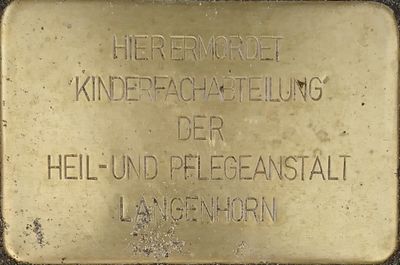 HIER ERMORDET
'KINDERFACHABTEILUNG'
DER
HEIL- UND PFLEGEANSTALT
LANGENHORN